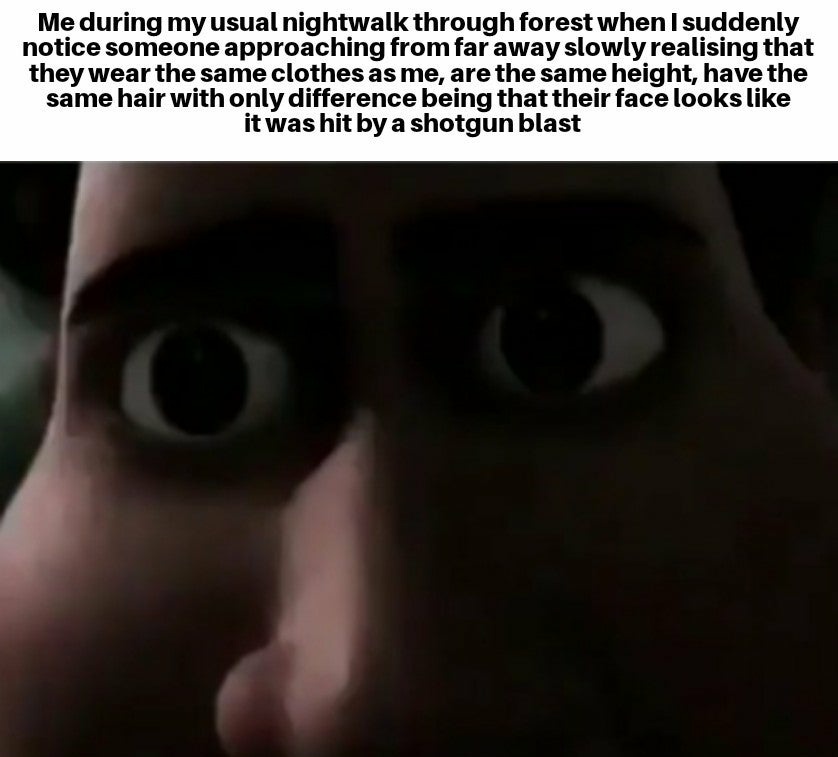 Me during my usual nightwalk through forest when I suddenly
notice someone approaching from far away slowly realising that
they wear the same clothes as me, are the same height, have the
same hair with only difference being that their face looks like
it was hit by a shotgun blast